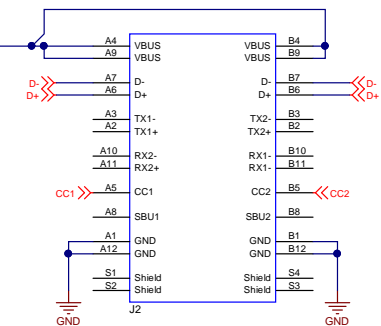 A4 VBUS VBUS B4
A9 VBUS VBUS B9
D- A7 D- D- B7 D-
D+ A6 D+ D+ B6 D+
A3 TX1- TX2- B3
A2 TX1+ TX2+ B2
A10 RX2- RX1- B10
A11 RX2+ RX1- B11
CC1 A5 CC1 CC2 B5 CC2
A8 SBU1 SBU2 B8
A1 GND GND B1
A12 GND GND B12
S1 Shield Shield S4
S2 Shield Shield S3
J2
GND GND